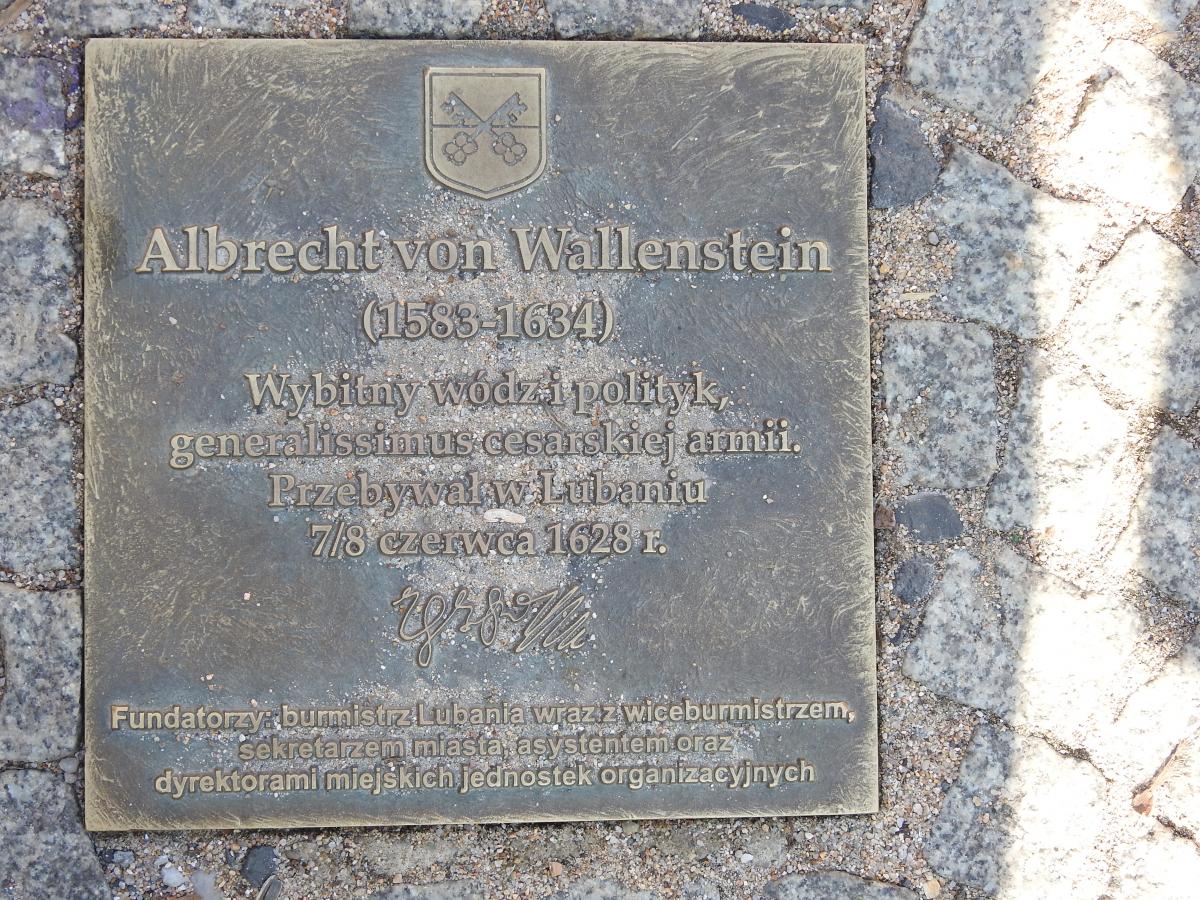 Albrecht von Wallenstein
(1583-1634)
Wybitny wódz i polityk,
generalissimus cesarskiej armii.
Przebywał w Lubaniu
7/8 czerwca 1628 r.
Fundatorzy: burmistrz Lubania wraz z wiceburmistrzem,
sekretarzem miasta, asystentem oraz
dyrektorami miejskich jednostek organizacyjnych